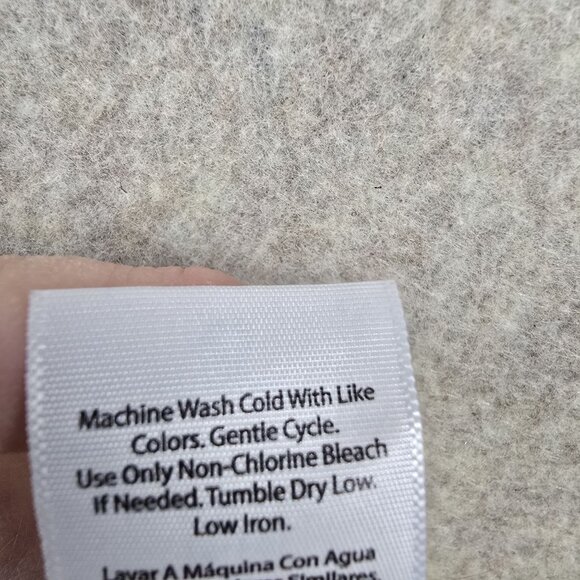 Machine Wash Cold With Like
Colors. Gentle Cycle.
Use Only Non-Chlorine Bleach
If Needed. Tumble Dry Low.
Low Iron.
Lavar A Máquina Con Agua
Similares.